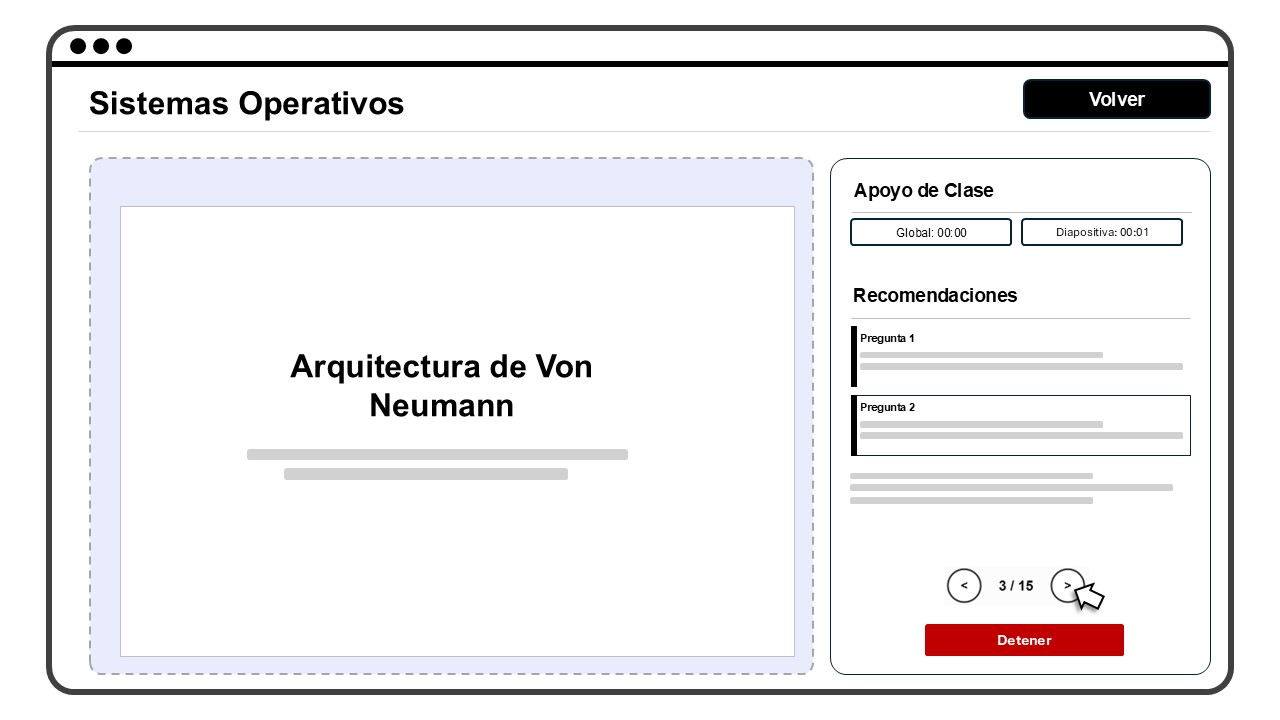 Sistemas Operativos
Volver
Arquitectura de Von
Neumann
Apoyo de Clase
Global: 00:00
Diapositiva: 00:01
Recomendaciones
Pregunta 1
Pregunta 2
< 3 / 15 >
Detener